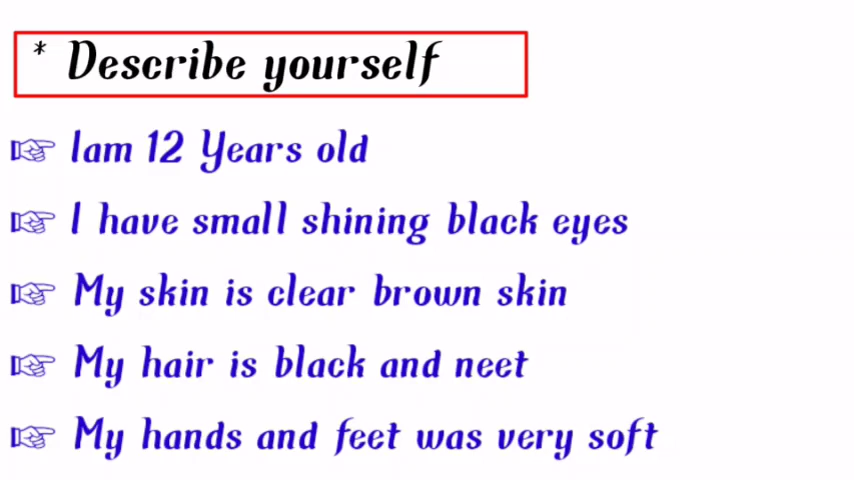 * Describe yourself
☞ Iam 12 Years old
☞ I have small shining black eyes
☞ My skin is clear brown skin
☞ My hair is black and neet
☞ My hands and feet was very soft